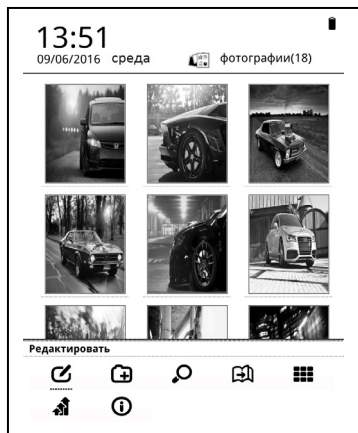 13:51
09/06/2016 среда фотографии(18)
Редактировать